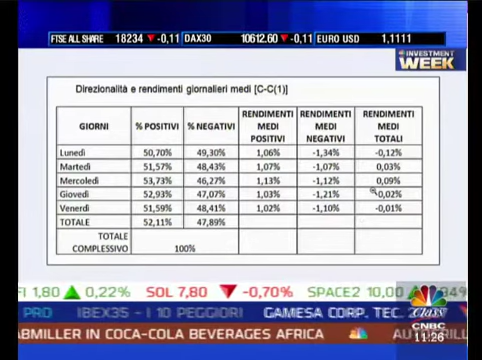 FTSE ALL SHARE 18234 ▼ -0,11 DAX30 10612.60 ▼ -0,11 EURO USD 1,1111
INVESTMENT
WEEK
Direzionalità e rendimenti giornalieri medi [C-C(1)]
GIORNI % POSITIVI % NEGATIVI RENDIMENTI MEDI POSITIVI RENDIMENTI MEDI NEGATIVI RENDIMENTI MEDI TOTALI
Lunedì 50,70% 49,30% 1,06% -1,34% -0,12%
Martedì 51,57% 48,43% 1,07% -1,07% 0,03%
Mercoledì 53,73% 46,27% 1,13% -1,12% 0,09%
Giovedì 52,93% 47,07% 1,03% -1,21% 0,02%
Venerdì 51,59% 48,41% 1,02% -1,10% -0,01%
TOTALE 52,11% 47,89%
TOTALE
COMPLESSIVO 100%
FI 1,80 ▲ 0,22% SOL 7,80 ▼ -0,70% SPACE2 10,00
PRO IBEX35 - I 10 PEGGIORI GAMESA CORP. TEC.
ABMILLER IN COCA-COLA BEVERAGES AFRICA
Class
CNBC
11:26